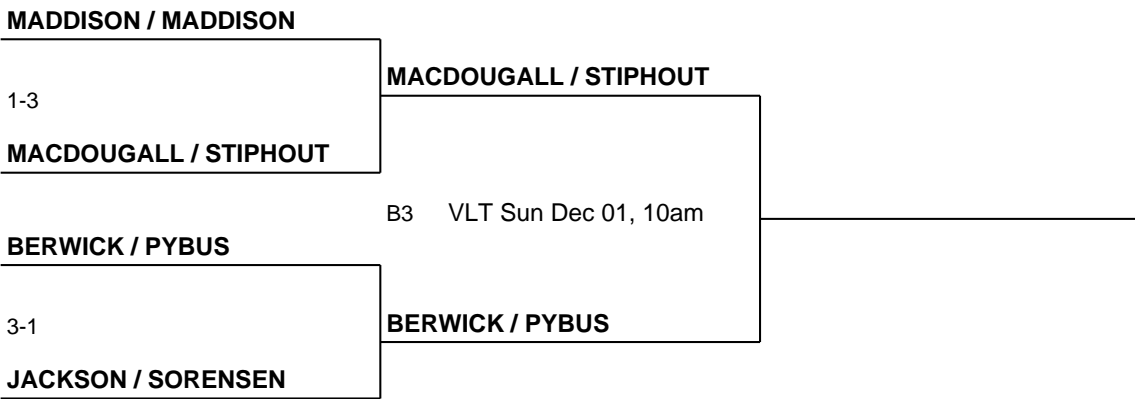 MADDISON / MADDISON
MACDOUGALL / STIPHOUT
1-3
MACDOUGALL / STIPHOUT
B3 VLT Sun Dec 01, 10am
BERWICK / PYBUS
3-1
BERWICK / PYBUS
JACKSON / SORENSEN